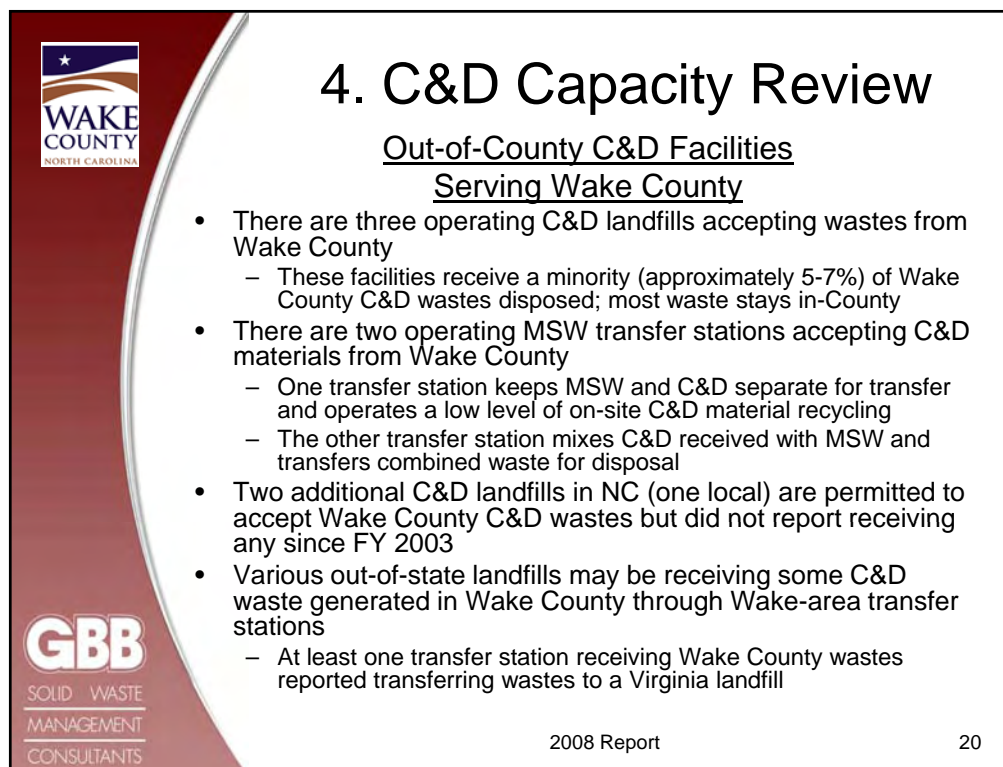 WAKE
COUNTY
NORTH CAROLINA
4. C&D Capacity Review
Out-of-County C&D Facilities
Serving Wake County
• There are three operating C&D landfills accepting wastes from
Wake County
– These facilities receive a minority (approximately 5-7%) of Wake
County C&D wastes disposed; most waste stays in-County
• There are two operating MSW transfer stations accepting C&D
materials from Wake County
– One transfer station keeps MSW and C&D separate for transfer
and operates a low level of on-site C&D material recycling
– The other transfer station mixes C&D received with MSW and
transfers combined waste for disposal
• Two additional C&D landfills in NC (one local) are permitted to
accept Wake County C&D wastes but did not report receiving
any since FY 2003
• Various out-of-state landfills may be receiving some C&D
waste generated in Wake County through Wake-area transfer
stations
– At least one transfer station receiving Wake County wastes
reported transferring wastes to a Virginia landfill
GBB
SOLID WASTE
MANAGEMENT
CONSULTANTS
2008 Report
20